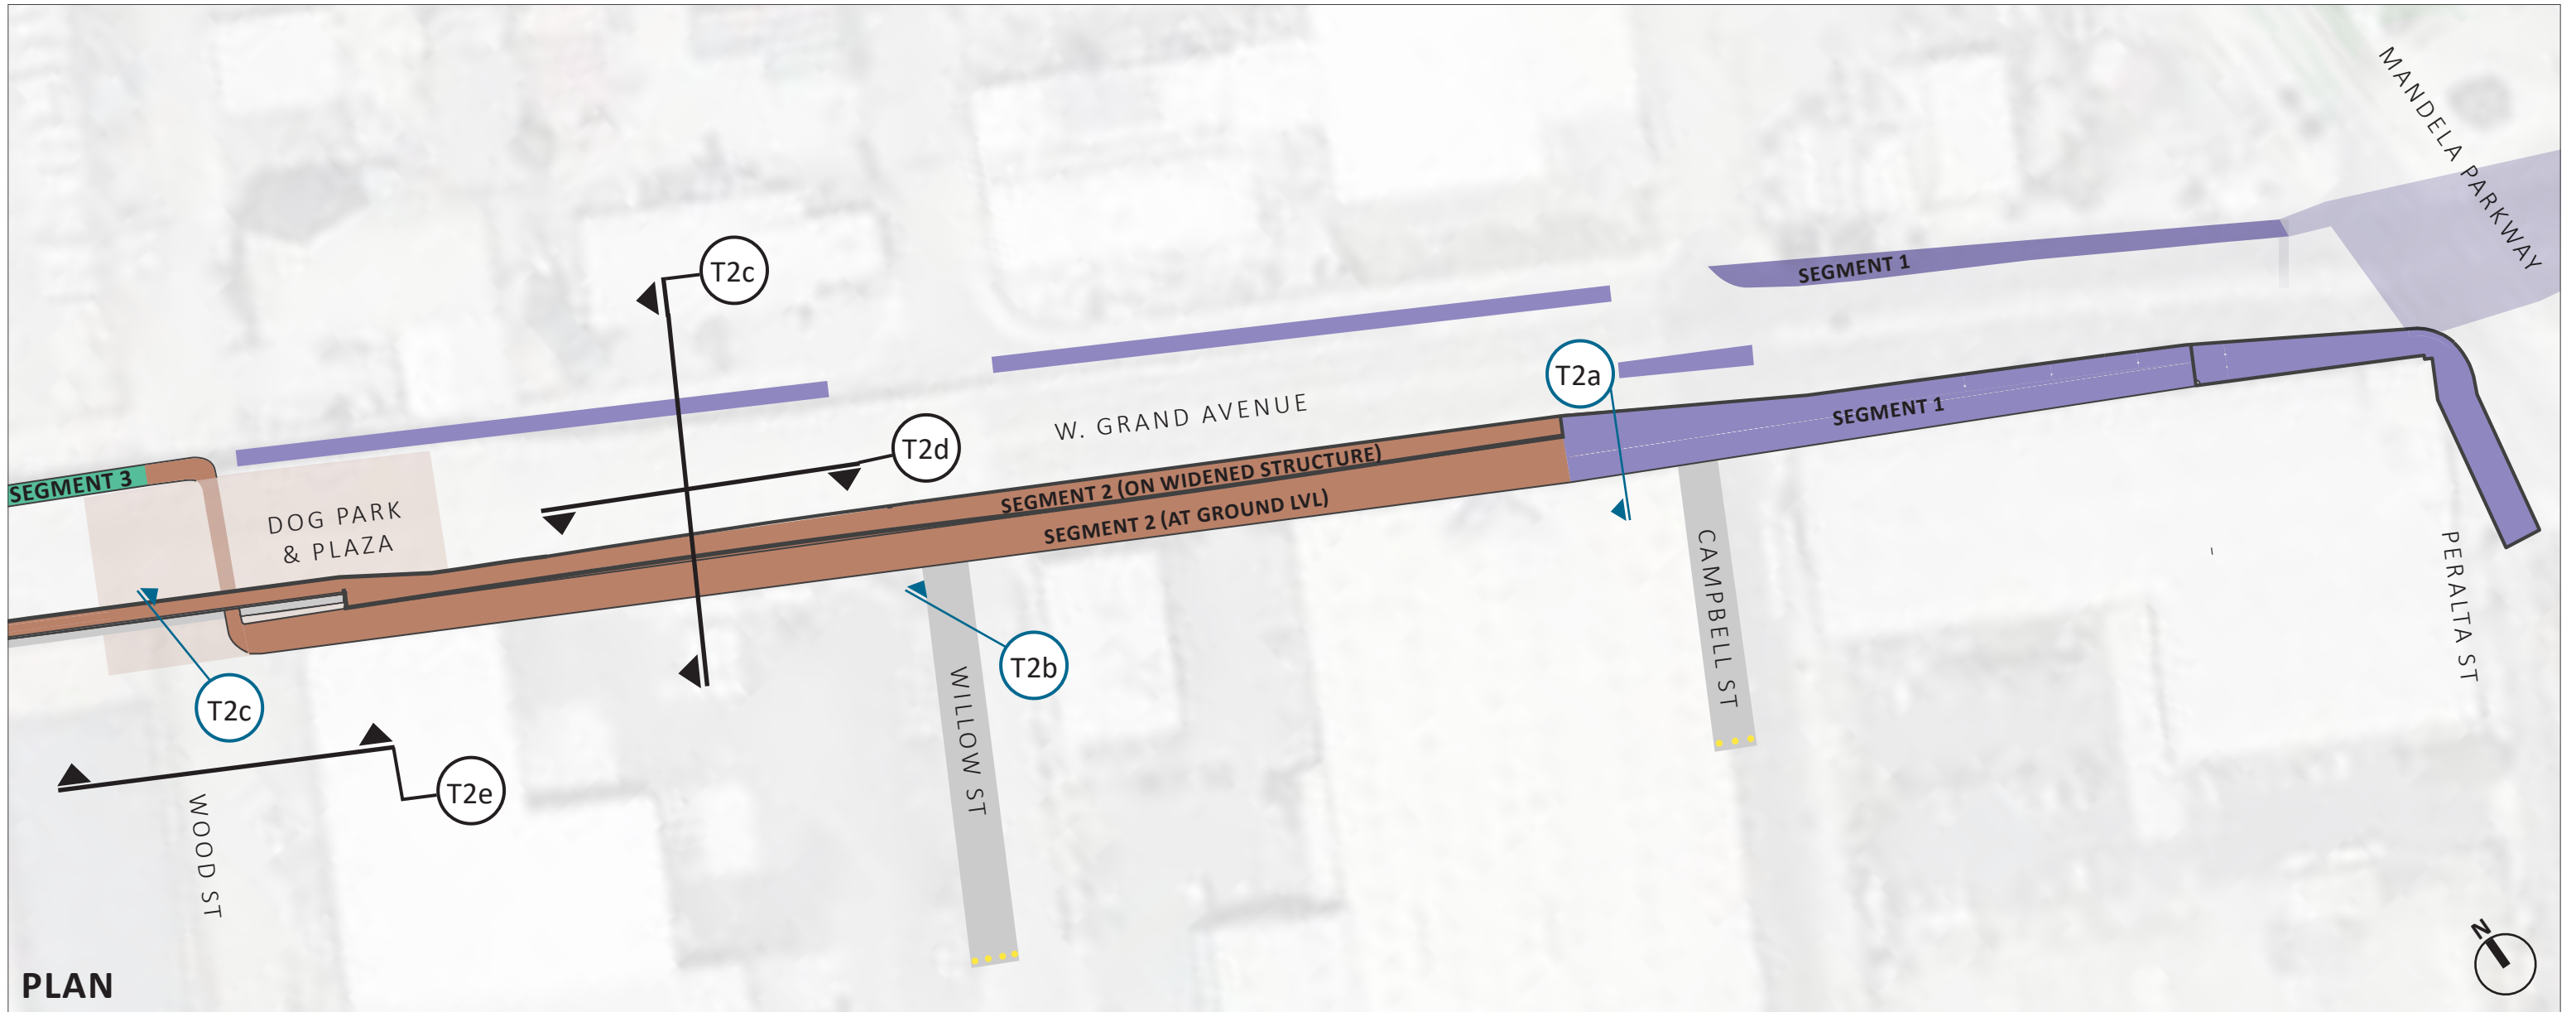 MANDELA PARKWAY
T2c
SEGMENT 1
T2a
W. GRAND AVENUE
SEGMENT 1
T2d
SEGMENT 2 (ON WIDENED STRUCTURE)
SEGMENT 2 (AT GROUND LVL)
SEGMENT 3
DOG PARK
& PLAZA
CAMPBELL ST
PERALTA ST
T2b
T2c
WILLOW ST
T2e
WOOD ST
N
PLAN